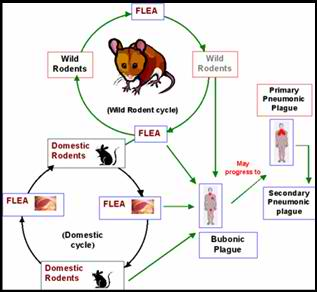 FLEA
Wild
Rodents
Wild
Rodents
(Wild Rodent cycle)
FLEA
Primary
Pneumonic
Plague
Domestic
Rodents
May
progress to
FLEA
FLEA
(Domestic
cycle)
Secondary
Pneumonic
plague
Bubonic
Plague
Domestic
Rodents